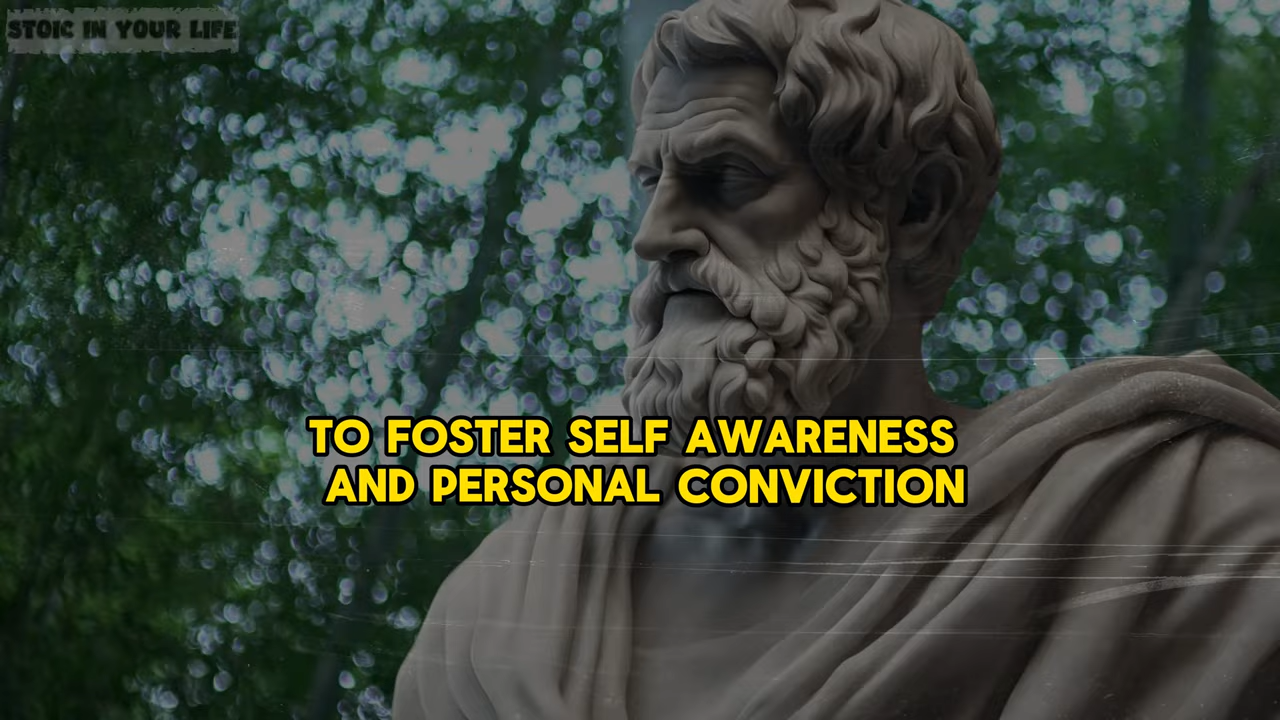 STOIC IN YOUR LIFE
TO FOSTER SELF AWARENESS
AND PERSONAL CONVICTION